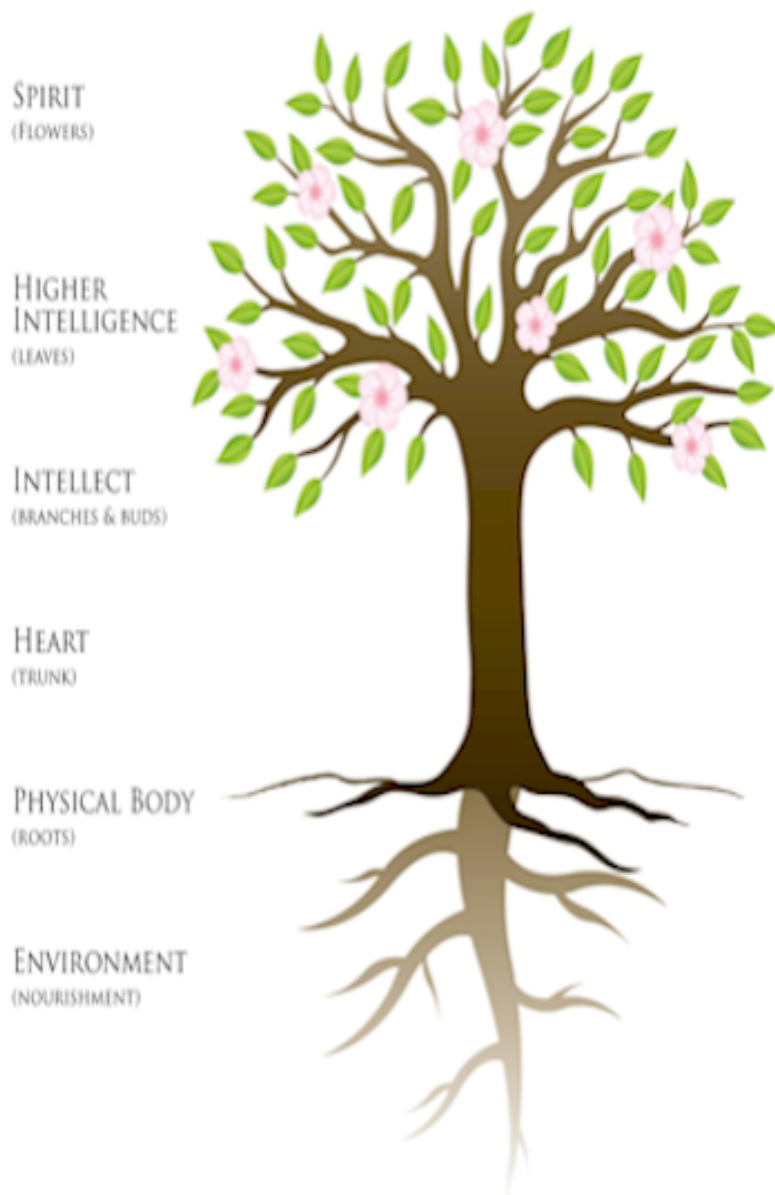 SPIRIT
(FLOWERS)
HIGHER
INTELLIGENCE
(LEAVES)
INTELLECT
(BRANCHES & BUDS)
HEART
(TRUNK)
PHYSICAL BODY
(ROOTS)
ENVIRONMENT
(NOURISHMENT)